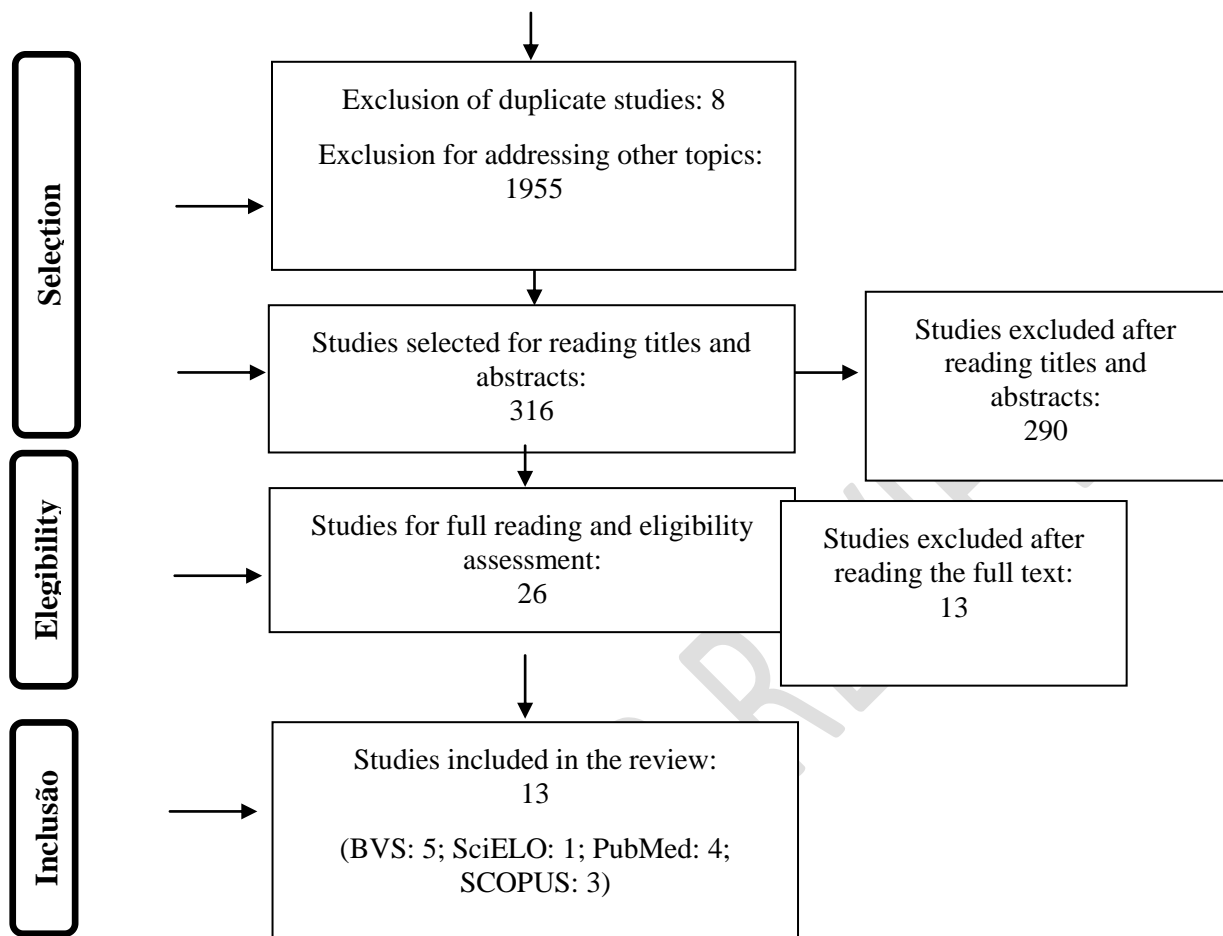 Selection
Exclusion of duplicate studies: 8
Exclusion for addressing other topics:
1955
Studies selected for reading titles and
abstracts:
316
Studies excluded after
reading titles and
abstracts:
290
Elegibility
Studies for full reading and eligibility
assessment:
26
Studies excluded after
reading the full text:
13
Inclusão
Studies included in the review:
13
(BVS: 5; SciELO: 1; PubMed: 4;
SCOPUS: 3)